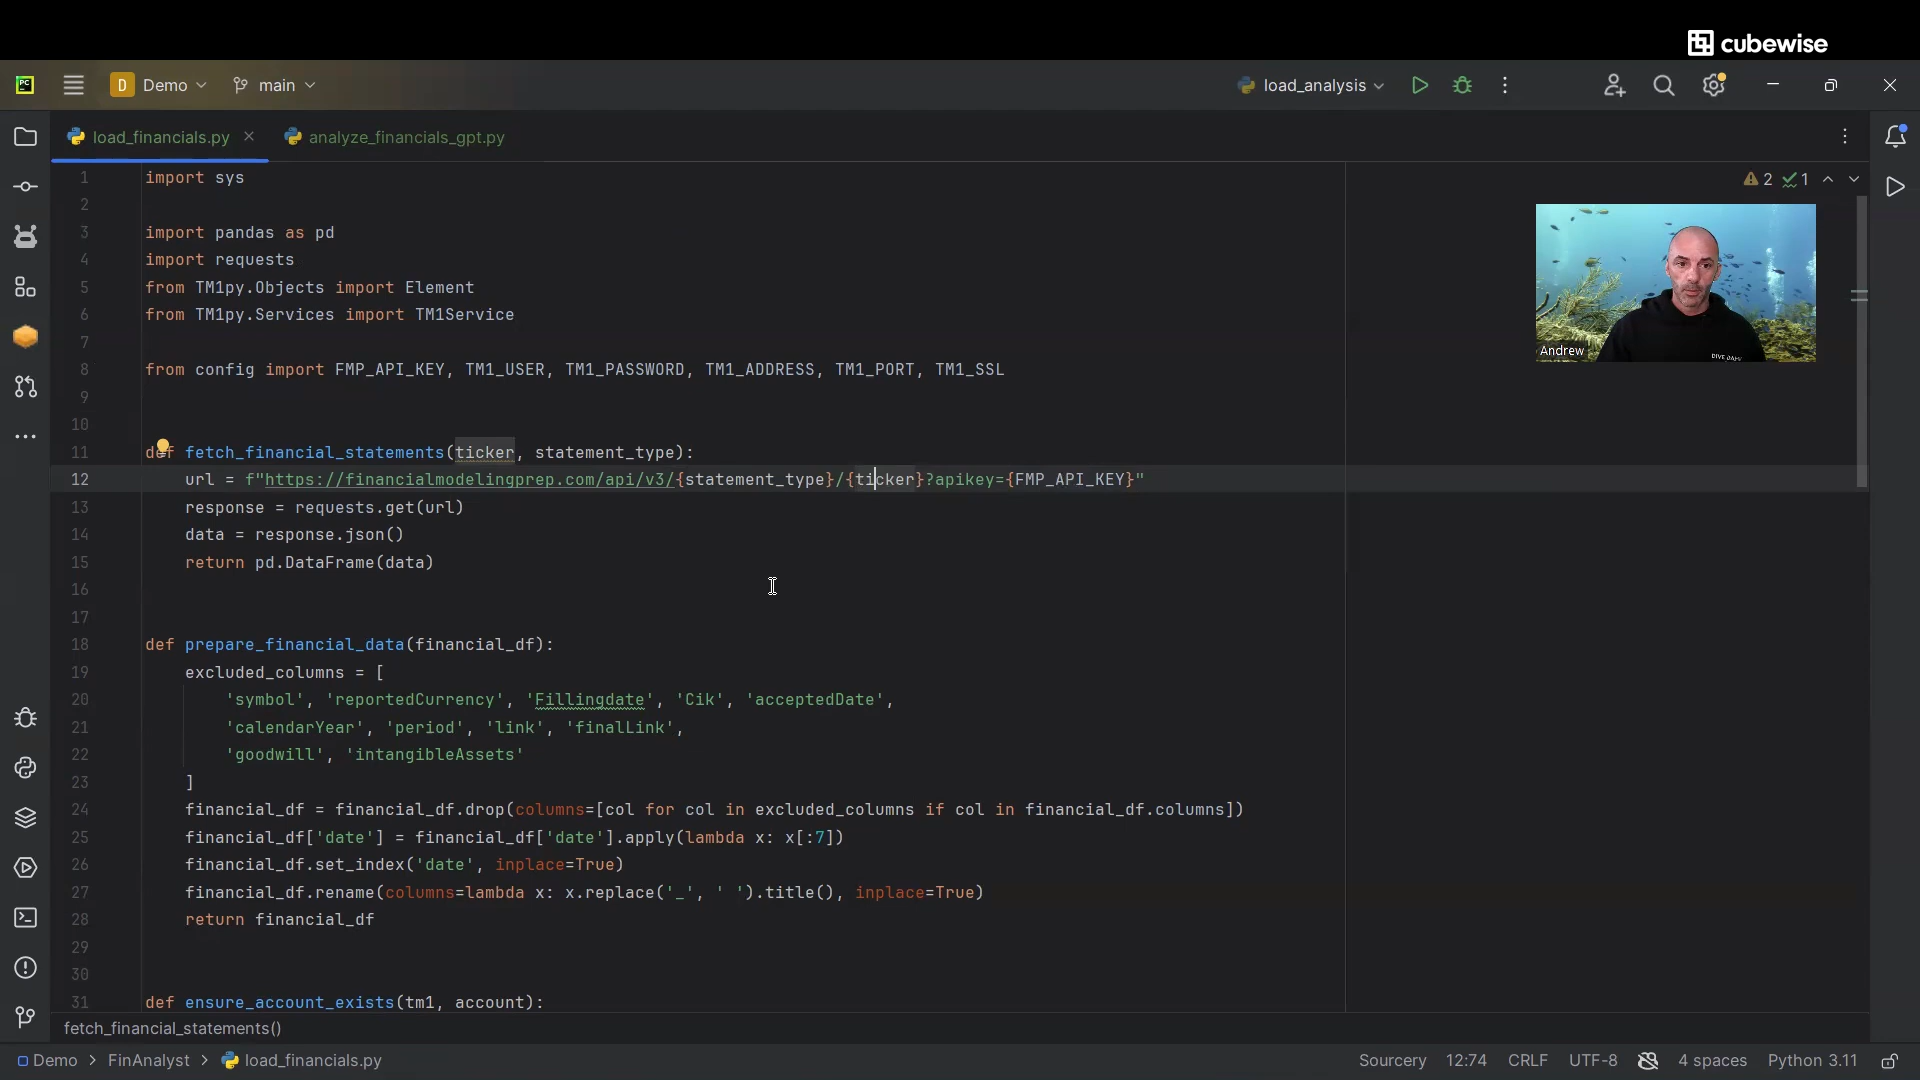 cubewise
PC
D Demo main load_analysis
load_financials.py analyze_financials_gpt.py
2 1
1 import sys
2
3 import pandas as pd
4 import requests
5 from TM1py.Objects import Element
6 from TM1py.Services import TM1Service
7
8 from config import FMP_API_KEY, TM1_USER, TM1_PASSWORD, TM1_ADDRESS, TM1_PORT, TM1_SSL
9
10
11 def fetch_financial_statements(ticker, statement_type):
12 url = f"https://financialmodelingprep.com/api/v3/{statement_type}/{ticker}?apikey={FMP_API_KEY}"
13 response = requests.get(url)
14 data = response.json()
15 return pd.DataFrame(data)
16
17
18 def prepare_financial_data(financial_df):
19 excluded_columns = [
20 'symbol', 'reportedCurrency', 'Fillingdate', 'Cik', 'acceptedDate',
21 'calendarYear', 'period', 'link', 'finalLink',
22 'goodwill', 'intangibleAssets'
23 ]
24 financial_df = financial_df.drop(columns=[col for col in excluded_columns if col in financial_df.columns])
25 financial_df['date'] = financial_df['date'].apply(lambda x: x[:7])
26 financial_df.set_index('date', inplace=True)
27 financial_df.rename(columns=lambda x: x.replace('_', ' ').title(), inplace=True)
28 return financial_df
29
30
31 def ensure_account_exists(tm1, account):
Andrew
fetch_financial_statements()
Demo > FinAnalyst > load_financials.py
Sourcery 12:74 CRLF UTF-8 4 spaces Python 3.11